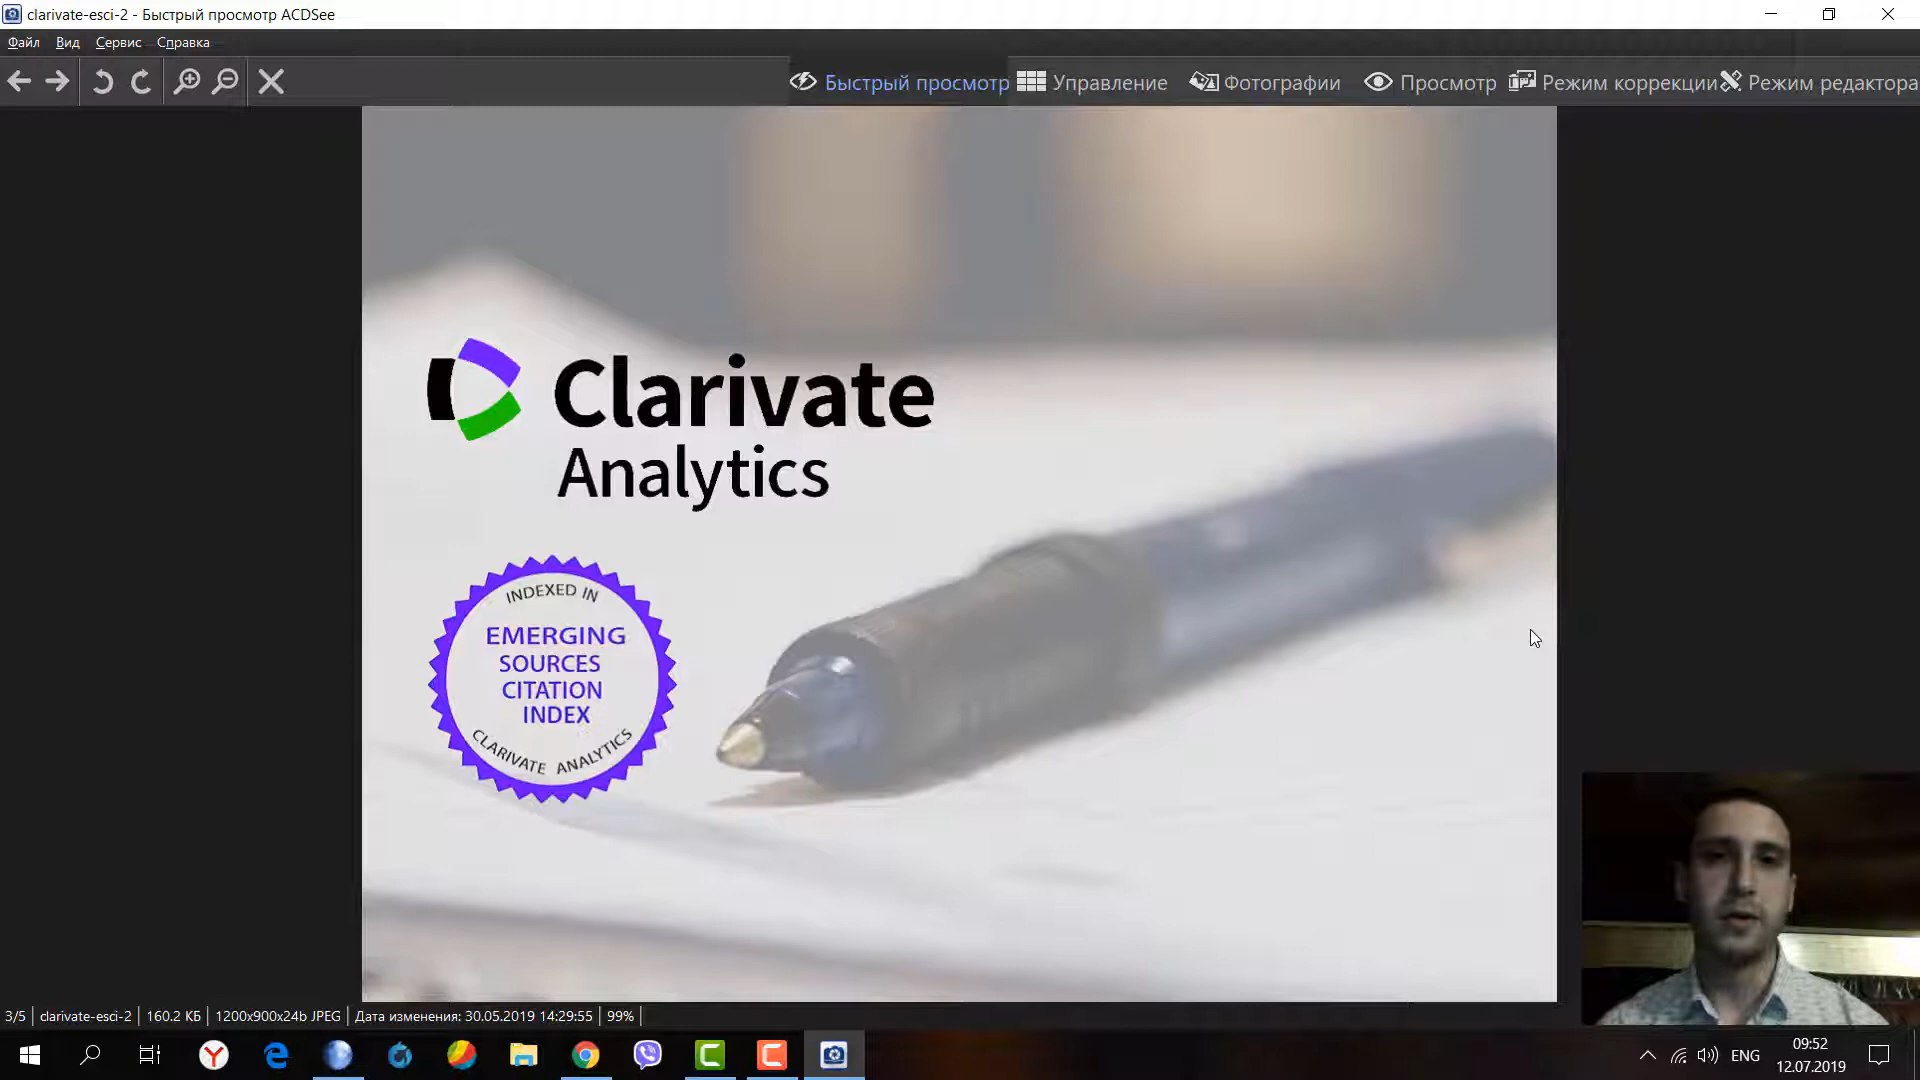 clarivate-esci-2 - Быстрый просмотр ACDSee
Файл Вид Сервис Справка
Быстрый просмотр Управление Фотографии Просмотр Режим коррекции Режим редактора
Clarivate
Analytics
INDEXED IN
EMERGING
SOURCES
CITATION
INDEX
CLARIVATE ANALYTICS
3/5 clarivate-esci-2 160.2 КБ 1200x900x24b JPEG Дата изменения: 30.05.2019 14:29:55 99%
ENG
09:52
12.07.2019